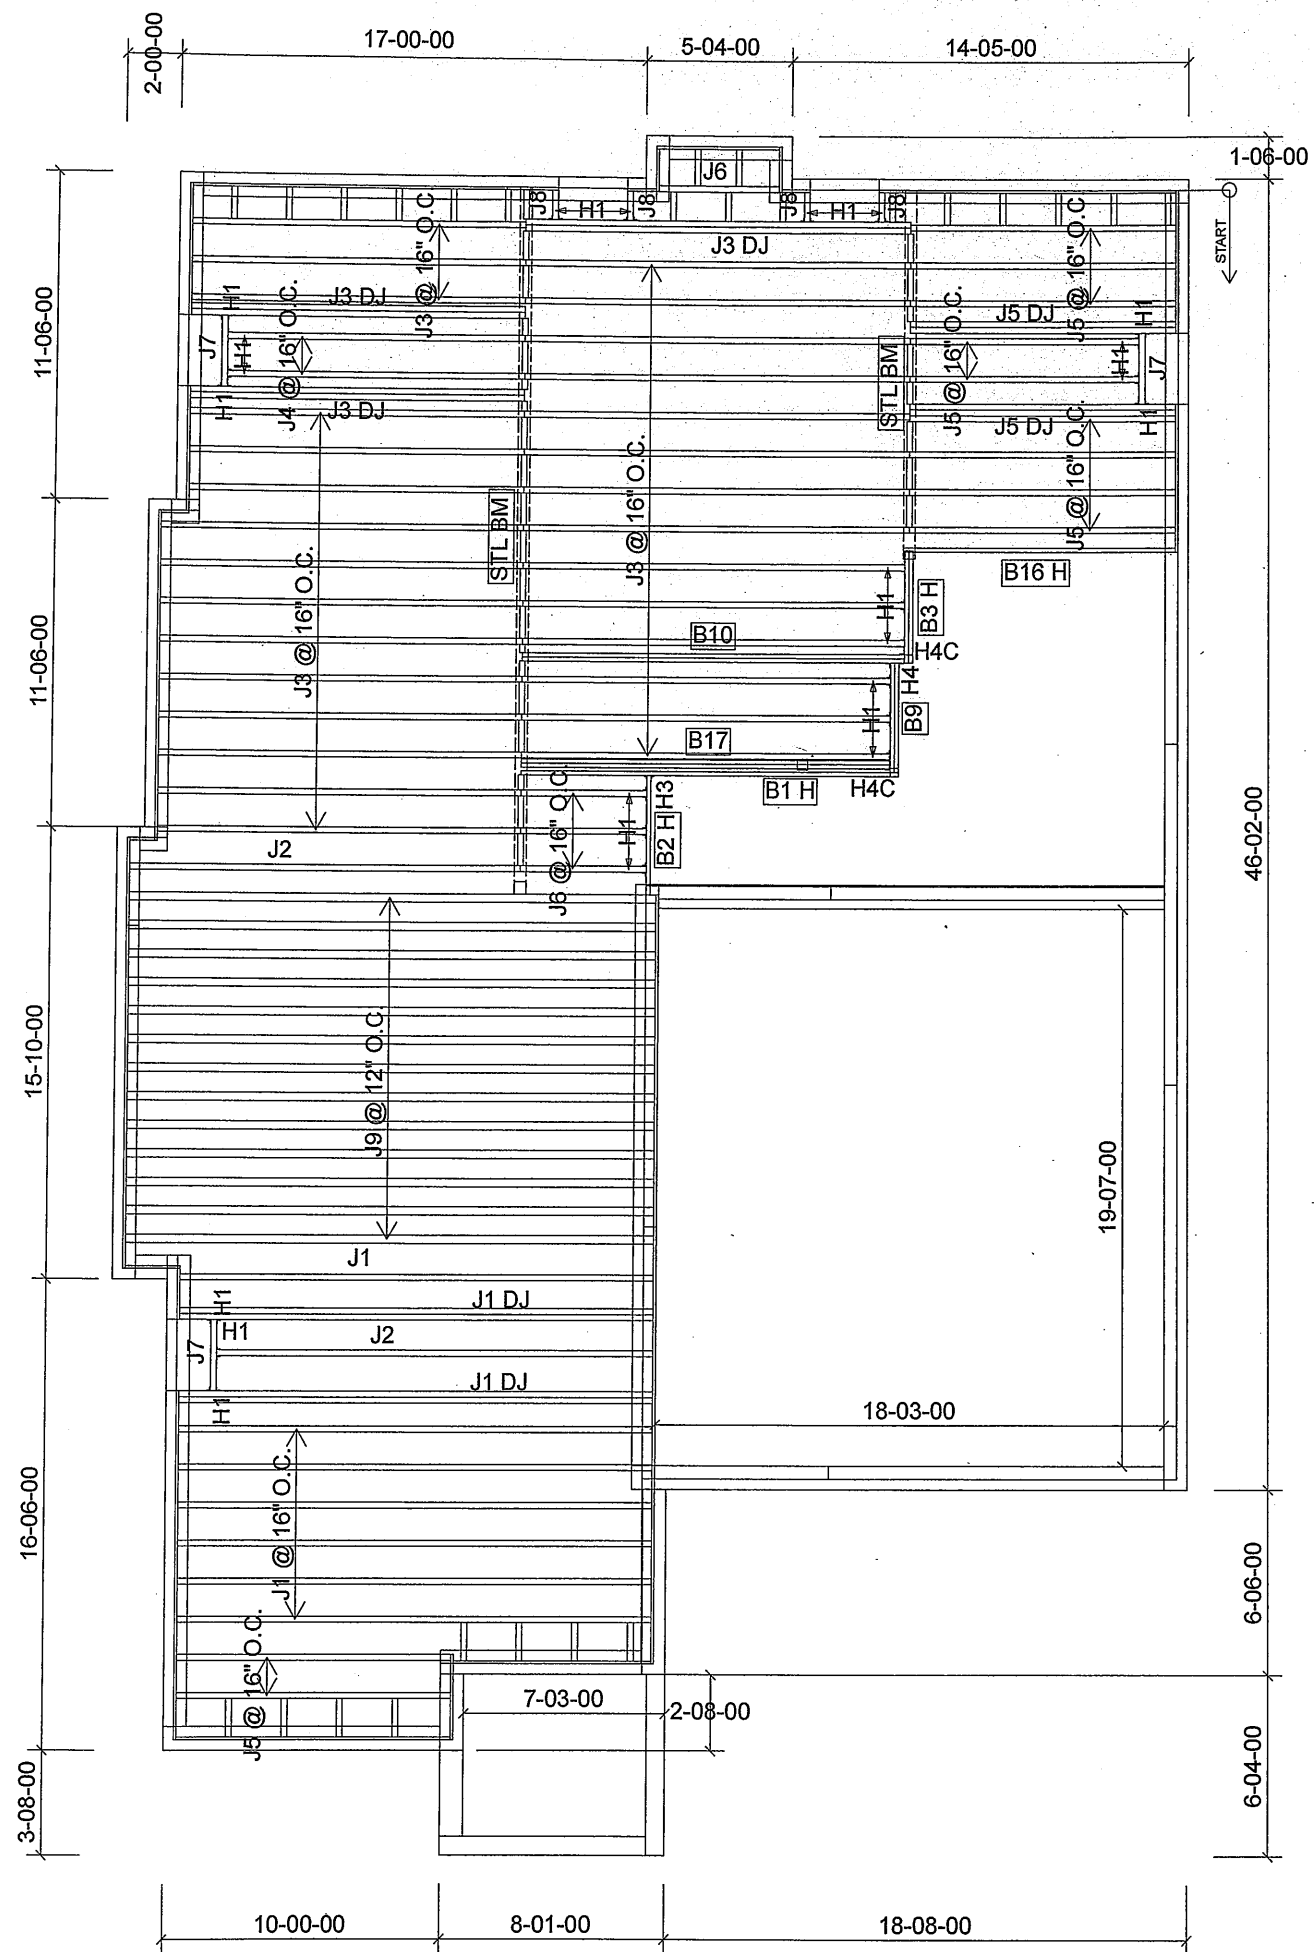 2-00-00
17-00-00
5-04-00
14-05-00
1-06-00
START
J6
J8
H1
J8
J8
H1
J8
J3 DJ
J3 @ 16" O.C.
J5 @ 16" O.C.
11-06-00
H1
J3 DJ
J5 DJ
H1
J7
H1
J4 @ 16" O.C.
STL BM
J5 @ 16" O.C.
H1
J7
H1
J3 DJ
J5 DJ
H1
J3 @ 16" O.C.
J5 @ 16" O.C.
STL BM
B16 H
11-06-00
J3 @ 16" O.C.
H1
B3 H
B10
H4C
H4
H1
B9
B17
B1 H
H4C
J6 @ 16" O.C.
H1
H3
B2 H
J2
46-02-00
15-10-00
J9 @ 12" O.C.
19-07-00
J1
H1
J1 DJ
J7
H1
J2
J1 DJ
H1
18-03-00
16-06-00
J1 @ 16" O.C.
6-06-00
J5 @ 16" O.C.
7-03-00
2-08-00
3-08-00
6-04-00
10-00-00
8-01-00
18-08-00